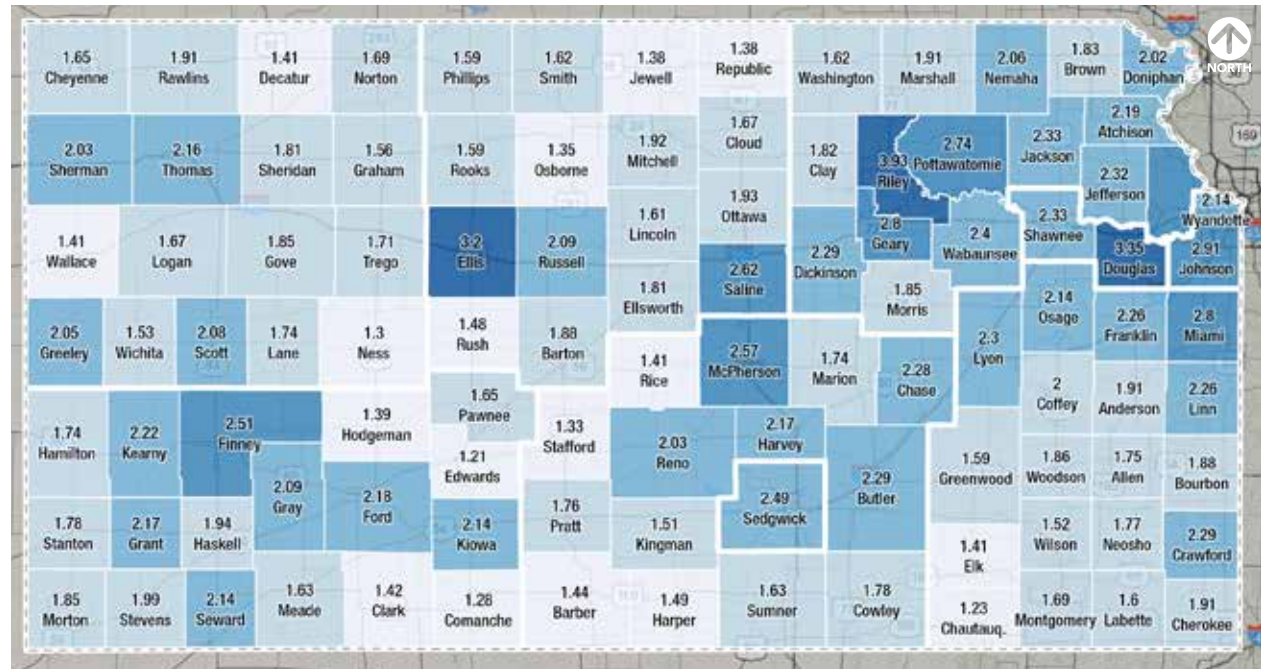 1.65
Cheyenne
1.91
Rawlins
1.41
Decatur
1.69
Norton
1.59
Phillips
1.62
Smith
1.38
Jewell
1.38
Republic
1.62
Washington
1.91
Marshall
2.06
Nemaha
1.83
Brown
2.02
Doniphan
NORTH
2.03
Sherman
2.16
Thomas
1.81
Sheridan
1.56
Graham
1.59
Rooks
1.35
Osborne
1.92
Mitchell
1.67
Cloud
1.82
Clay
3.93
Riley
2.74
Pottawatomie
2.33
Jackson
2.19
Atchison
169
2.32
Jefferson
1.93
Ottawa
1.41
Wallace
1.67
Logan
1.85
Gove
1.71
Trego
3.2
Ellis
2.09
Russell
1.61
Lincoln
2.62
Saline
2.29
Dickinson
2.8
Geary
2.4
Wabaunsee
2.33
Shawnee
3.35
Douglas
2.14
Wyandotte
2.91
Johnson
1.81
Ellsworth
1.85
Morris
2.05
Greeley
1.53
Wichita
2.08
Scott
1.74
Lane
1.3
Ness
1.48
Rush
1.88
Barton
1.41
Rice
2.57
McPherson
1.74
Marion
2.28
Chase
2.3
Lyon
2.14
Osage
2.26
Franklin
2.8
Miami
1.74
Hamilton
2.22
Kearny
2.51
Finney
1.39
Hodgeman
1.65
Pawnee
1.33
Stafford
2.03
Reno
2.17
Harvey
2
Coffey
1.91
Anderson
2.26
Linn
1.21
Edwards
2.09
Gray
2.18
Ford
2.14
Kiowa
1.76
Pratt
1.51
Kingman
2.49
Sedgwick
2.29
Butler
1.59
Greenwood
1.86
Woodson
1.75
Allen
1.88
Bourbon
1.78
Stanton
2.17
Grant
1.94
Haskell
1.41
Elk
1.52
Wilson
1.77
Neosho
2.29
Crawford
1.85
Morton
1.99
Stevens
2.14
Seward
1.63
Meade
1.42
Clark
1.28
Comanche
1.44
Barber
1.49
Harper
1.63
Sumner
1.78
Cowley
1.23
Chautauq.
1.69
Montgomery
1.6
Labette
1.91
Cherokee